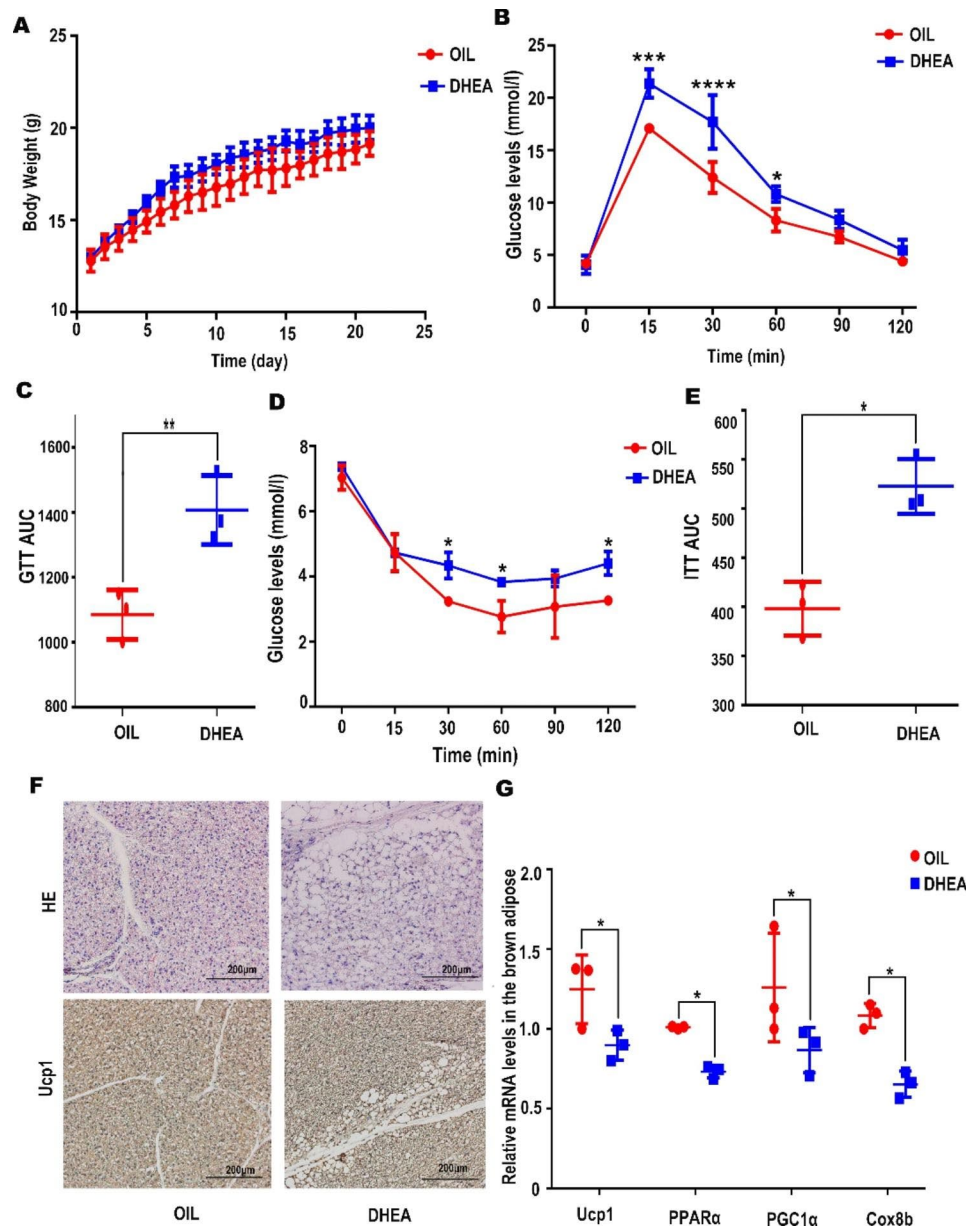 A
OIL
DHEA
Body Weight (g)
25
20
15
10
0
5
10
15
20
25
Time (day)
B
OIL
DHEA
Glucose levels (mmol/l)
25
20
15
10
5
0
***
****
*
0
15
30
60
90
120
Time (min)
C
GTT AUC
1600
1400
1200
1000
800
**
OIL
DHEA
D
OIL
DHEA
Glucose levels (mmol/l)
8
6
4
2
0
*
*
*
0
15
30
60
90
120
Time (min)
E
ITT AUC
600
550
500
450
400
350
300
*
OIL
DHEA
F
HE
200μm
200μm
Ucp1
200μm
200μm
OIL
DHEA
G
OIL
DHEA
Relative mRNA levels in the brown adipose
2.0
1.5
1.0
0.5
0.0
*
*
*
*
Ucp1
PPARα
PGC1α
Cox8b